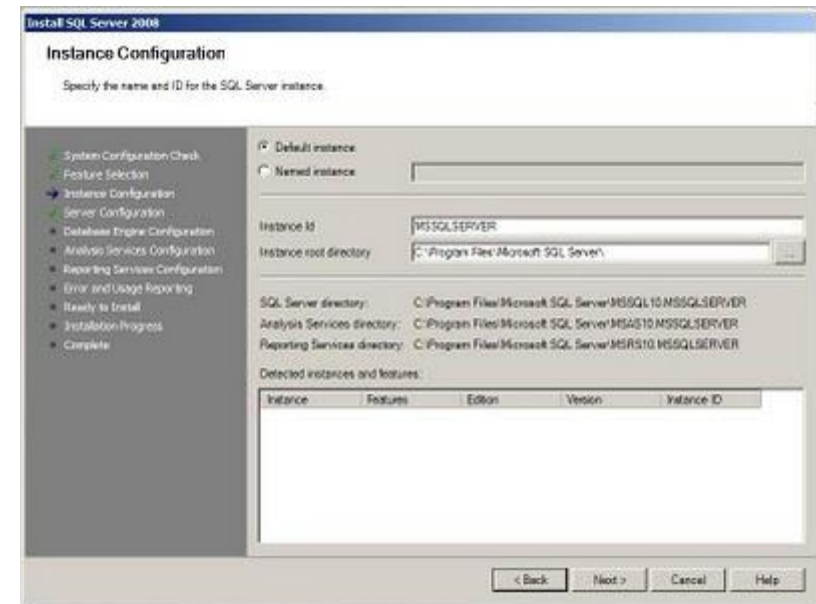 Install SQL Server 2008
Instance Configuration
Specify the name and ID for the SQL Server instance.
System Configuration Check
Feature Selection
Instance Configuration
Server Configuration
Database Engine Configuration
Analysis Services Configuration
Reporting Services Configuration
Error and Usage Reporting
Ready to Install
Installation Progress
Complete
Default instance
Named instance
Instance Id
MSSQLSERVER
Instance root directory
C:\Program Files\Microsoft SQL Server\
...
SQL Server directory: C:\Program Files\Microsoft SQL Server\MSSQL10.MSSQLSERVER
Analysis Services directory: C:\Program Files\Microsoft SQL Server\MSAS10.MSSQLSERVER
Reporting Services directory: C:\Program Files\Microsoft SQL Server\MSRS10.MSSQLSERVER
Detected instances and features:
Instance Features Edition Version Instance ID
< Back Next > Cancel Help